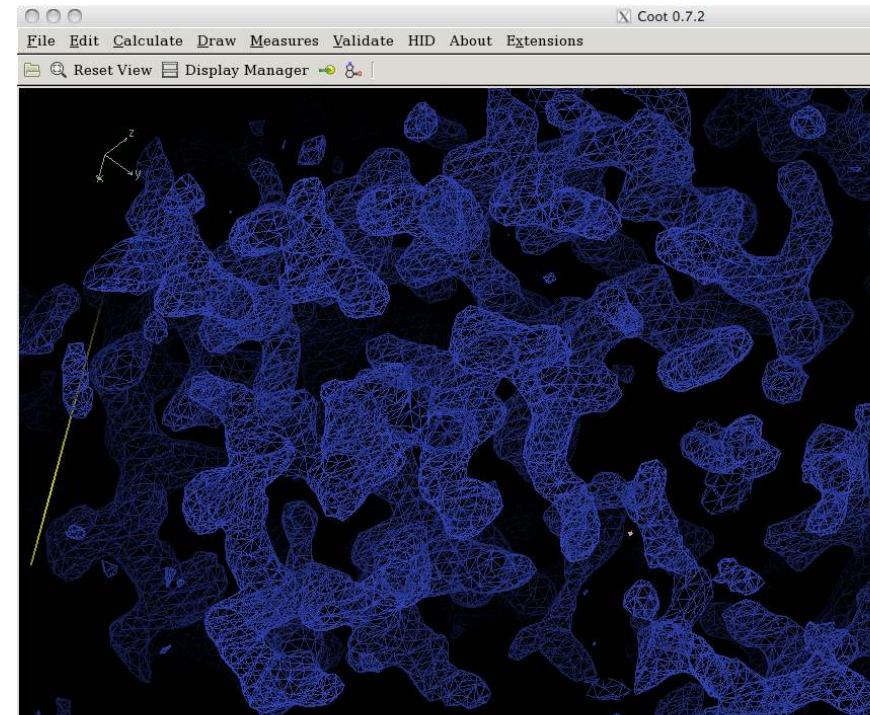 X Coot 0.7.2
File Edit Calculate Draw Measures Validate HID About Extensions
Reset View Display Manager
z
x y